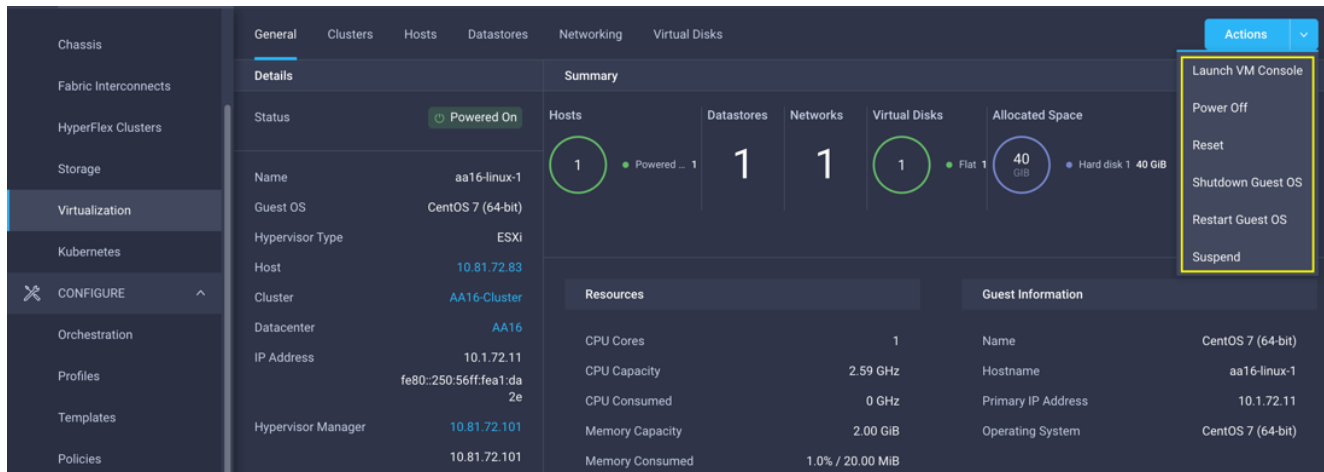 Chassis
Fabric Interconnects
HyperFlex Clusters
Storage
Virtualization
Kubernetes
CONFIGURE
Orchestration
Profiles
Templates
Policies
General Clusters Hosts Datastores Networking Virtual Disks
Actions
Launch VM Console
Power Off
Reset
Shutdown Guest OS
Restart Guest OS
Suspend
Details
Status Powered On
Name aa16-linux-1
Guest OS CentOS 7 (64-bit)
Hypervisor Type ESXi
Host 10.81.72.83
Cluster AA16-Cluster
Datacenter AA16
IP Address 10.1.72.11
fe80::250:56ff:fea1:da
2e
Hypervisor Manager 10.81.72.101
10.81.72.101
Summary
Hosts Datastores Networks Virtual Disks Allocated Space
1 Powered ... 1 1 1 1 Flat 1 40 Hard disk 1 40 GiB
GIB
Resources
CPU Cores 1
CPU Capacity 2.59 GHz
CPU Consumed 0 GHz
Memory Capacity 2.00 GiB
Memory Consumed 1.0% / 20.00 MiB
Guest Information
Name CentOS 7 (64-bit)
Hostname aa16-linux-1
Primary IP Address 10.1.72.11
Operating System CentOS 7 (64-bit)